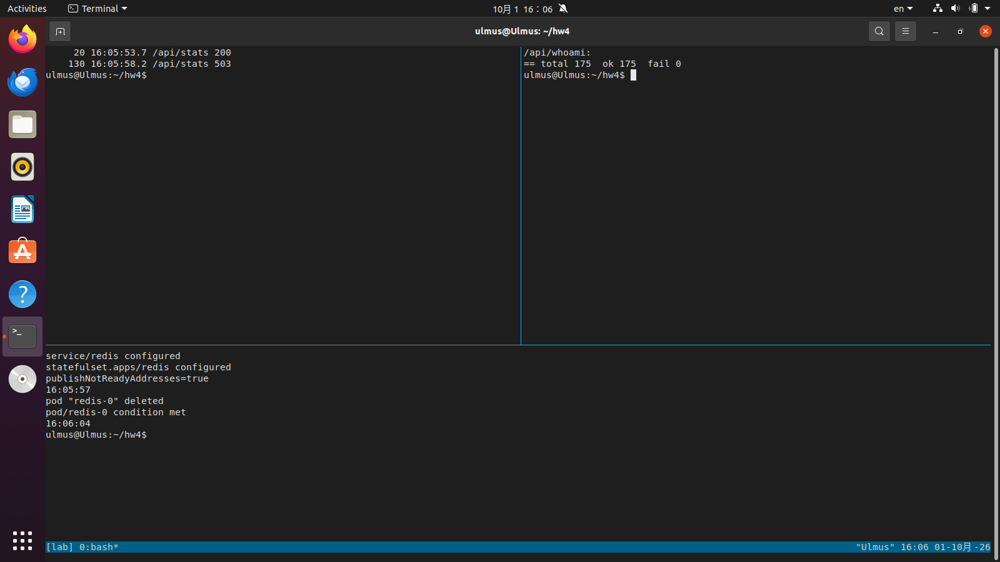 Activities
Terminal
10月 1 16：06
en
ulmus@Ulmus: ~/hw4
20 16:05:53.7 /api/stats 200
130 16:05:58.2 /api/stats 503
ulmus@Ulmus:~/hw4$
/api/whoami:
== total 175  ok 175  fail 0
ulmus@Ulmus:~/hw4$
service/redis configured
statefulset.apps/redis configured
publishNotReadyAddresses=true
16:05:57
pod "redis-0" deleted
pod/redis-0 condition met
16:06:04
ulmus@Ulmus:~/hw4$
[lab] 0:bash*
"Ulmus" 16:06 01-10月-26